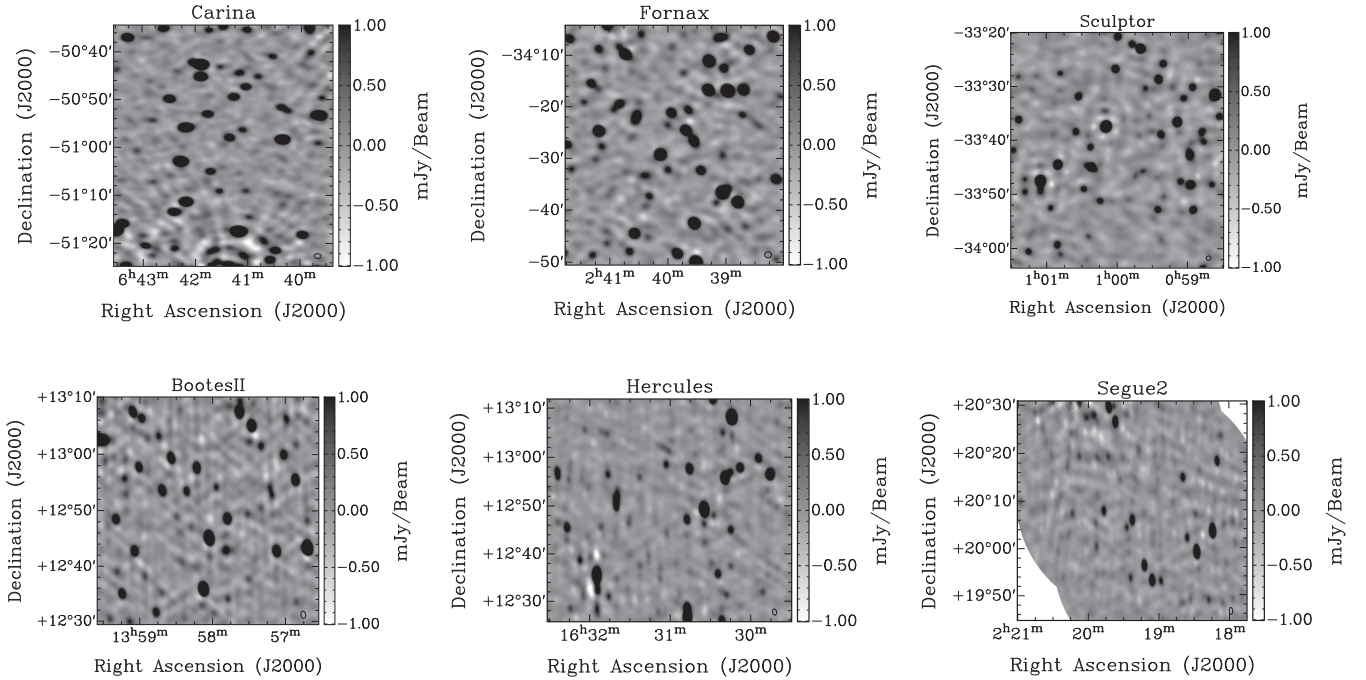 Carina
Declination (J2000)
−50°40′
−50°50′
−51°00′
−51°10′
−51°20′
6ʰ43ᵐ 42ᵐ 41ᵐ 40ᵐ
Right Ascension (J2000)
1.00
0.50
0.00
−0.50
−1.00
mJy/Beam
Fornax
Declination (J2000)
−34°10′
−20′
−30′
−40′
−50′
2ʰ41ᵐ 40ᵐ 39ᵐ
Right Ascension (J2000)
1.00
0.50
0.00
−0.50
−1.00
mJy/Beam
Sculptor
Declination (J2000)
−33°20′
−33°30′
−33°40′
−33°50′
−34°00′
1ʰ01ᵐ 1ʰ00ᵐ 0ʰ59ᵐ
Right Ascension (J2000)
1.00
0.50
0.00
−0.50
−1.00
mJy/Beam
BootesII
Declination (J2000)
+13°10′
+13°00′
+12°50′
+12°40′
+12°30′
13ʰ59ᵐ 58ᵐ 57ᵐ
Right Ascension (J2000)
1.00
0.50
0.00
−0.50
−1.00
mJy/Beam
Hercules
Declination (J2000)
+13°10′
+13°00′
+12°50′
+12°40′
+12°30′
16ʰ32ᵐ 31ᵐ 30ᵐ
Right Ascension (J2000)
1.00
0.50
0.00
−0.50
−1.00
mJy/Beam
Segue2
Declination (J2000)
+20°30′
+20°20′
+20°10′
+20°00′
+19°50′
2ʰ21ᵐ 20ᵐ 19ᵐ 18ᵐ
Right Ascension (J2000)
1.00
0.50
0.00
−0.50
−1.00
mJy/Beam